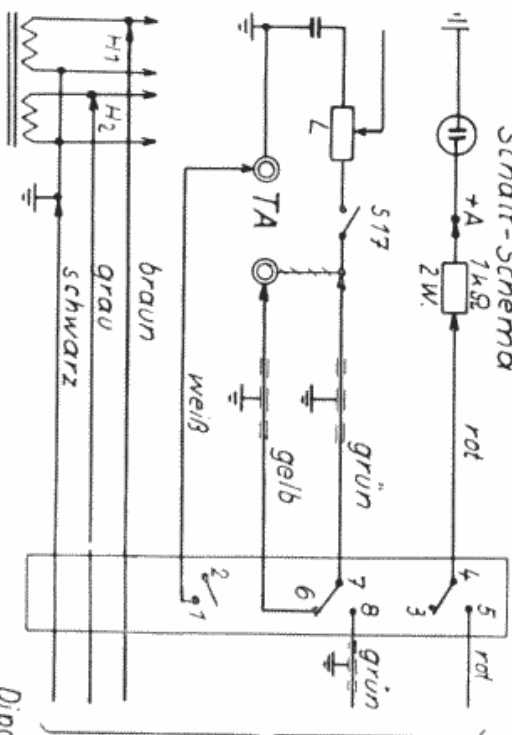 Schalt-Schema
+A
1kΩ
2W.
rot
4
5
3
rot
S17
L
TA
grün
7
8
6
grün
gelb
weiß
2
1
H1
H2
braun
grau
schwarz